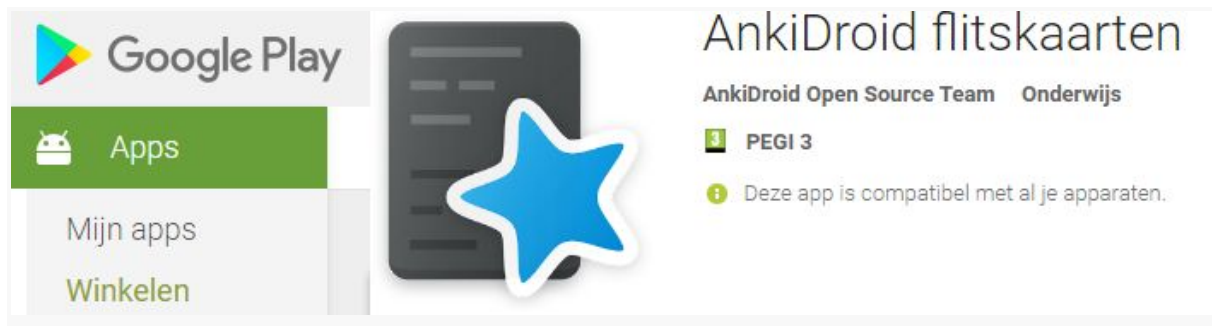 Google Play
Apps
Mijn apps
Winkelen
AnkiDroid flitskaarten
AnkiDroid Open Source Team Onderwijs
3 PEGI 3
Deze app is compatibel met al je apparaten.